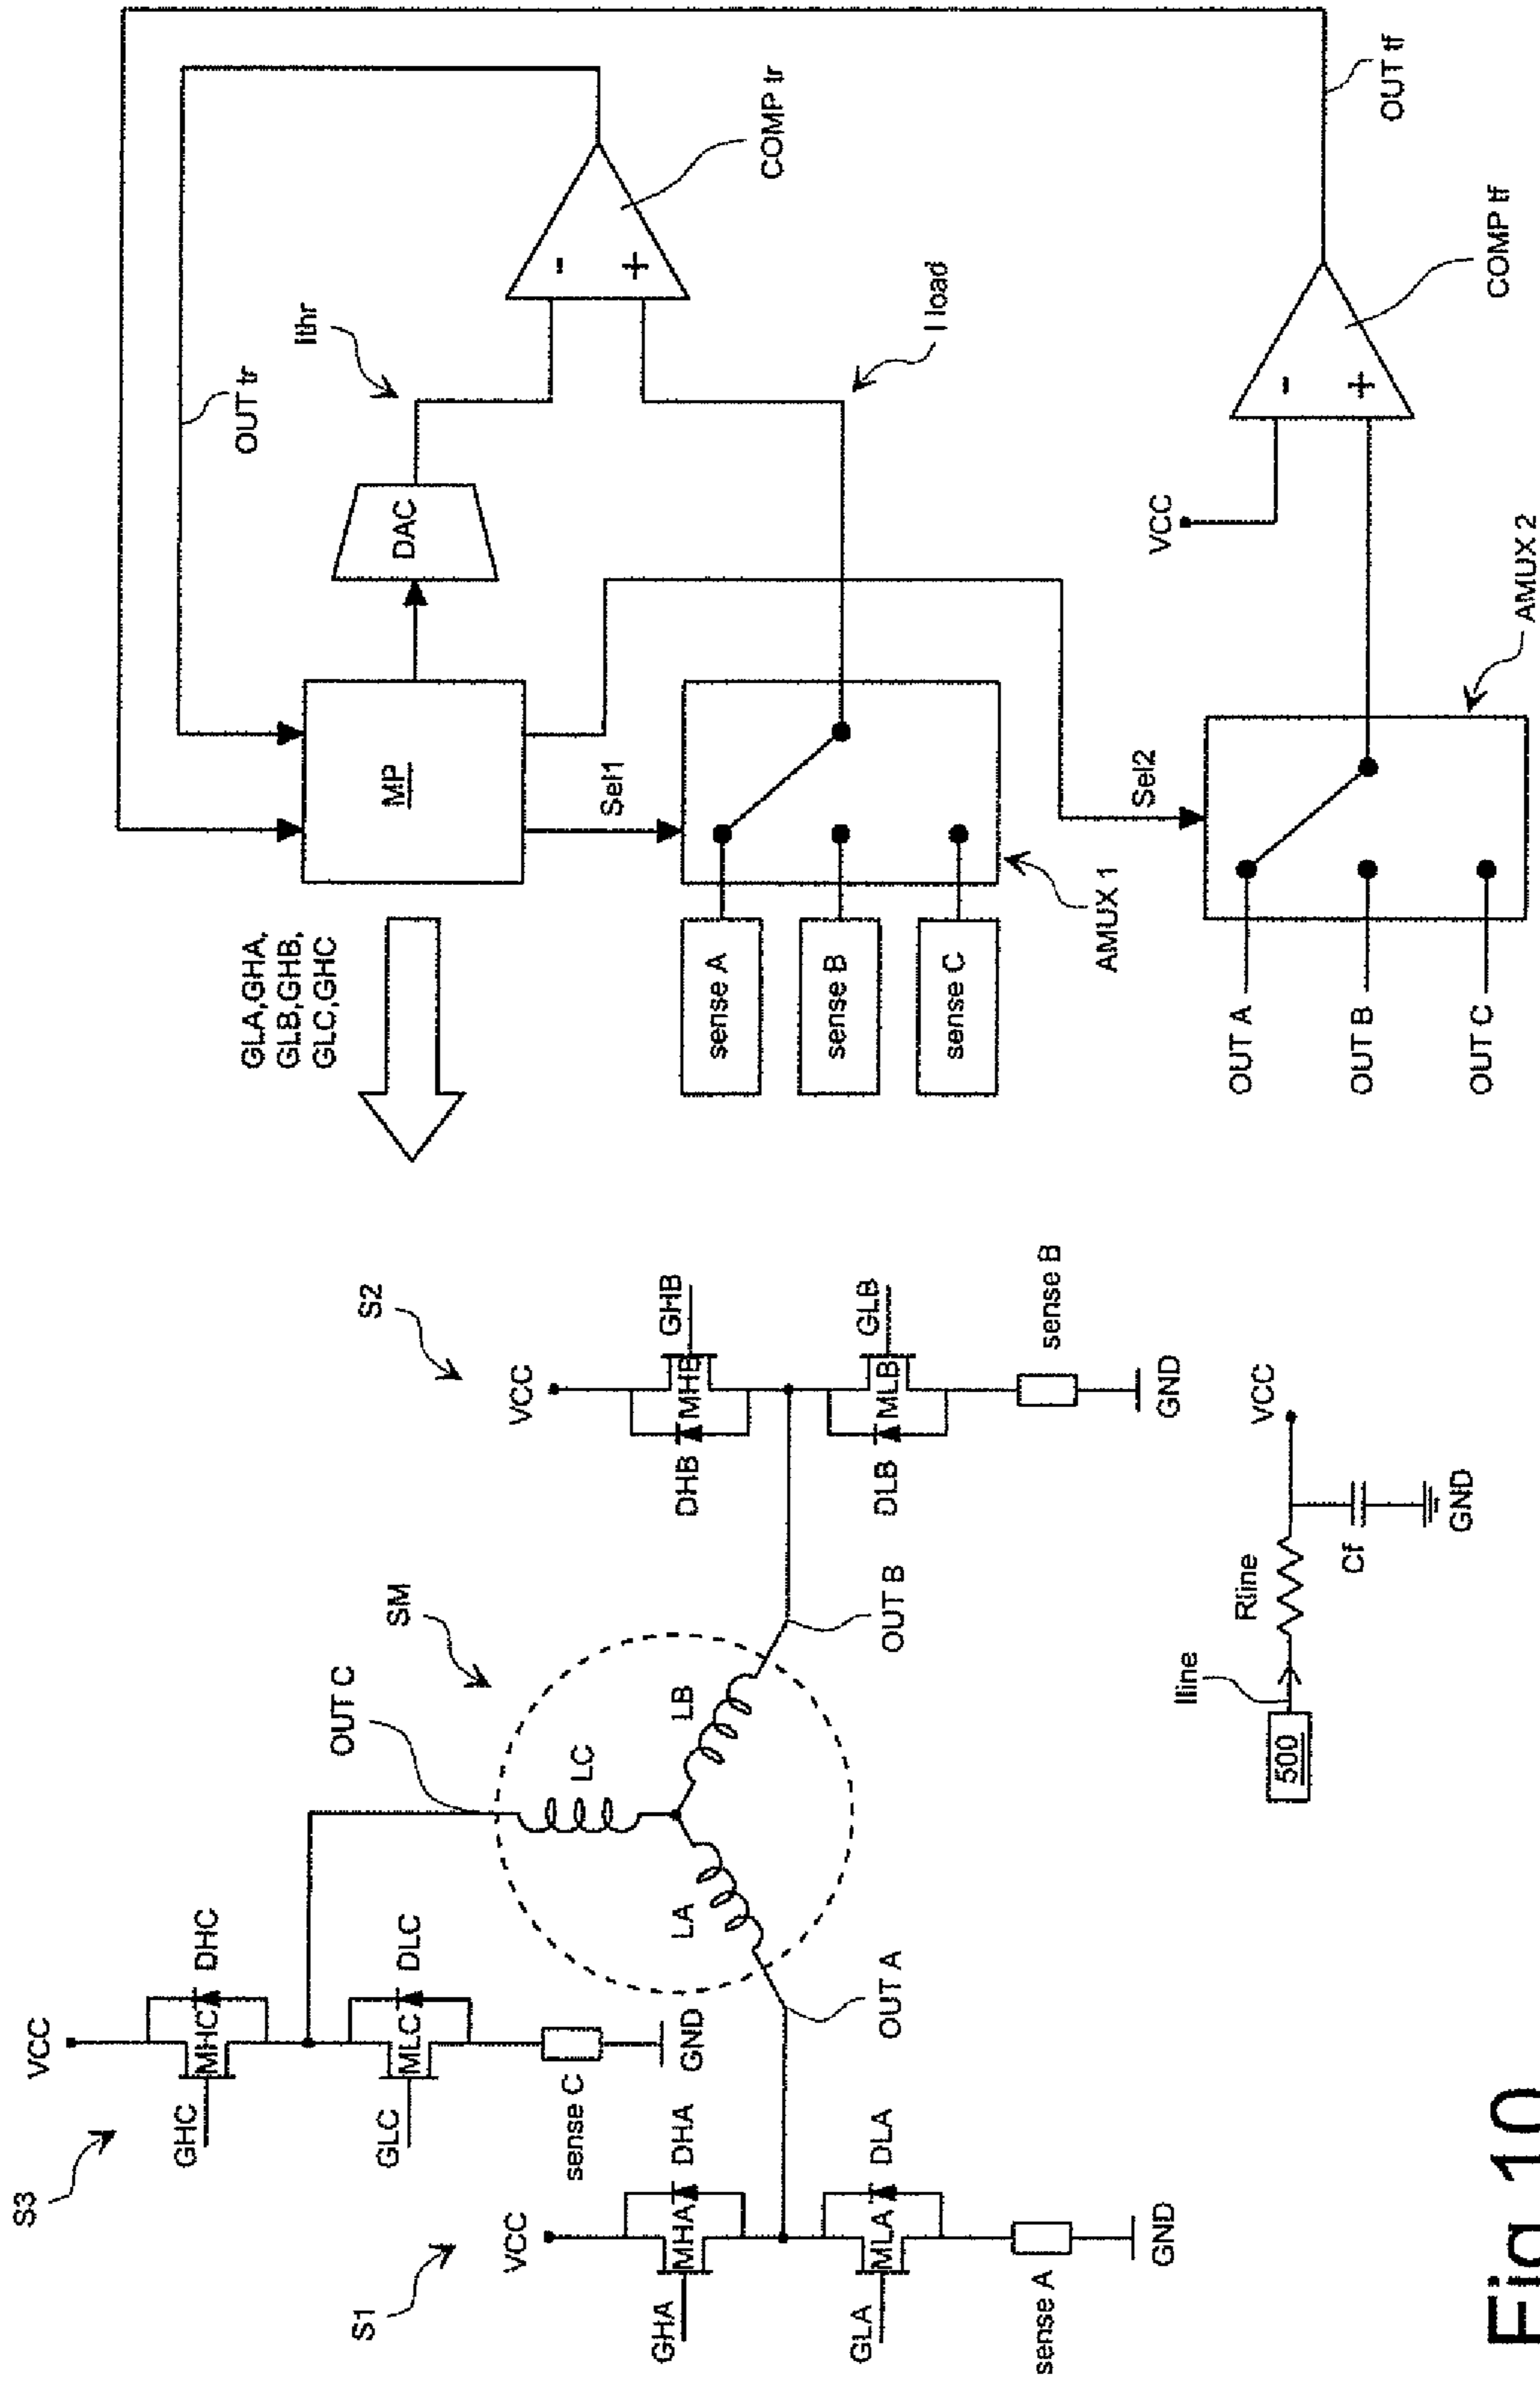 S3
VCC
GHC
MHC
DHC
GLC
MLC
DLC
sense C
GND
S1
VCC
GHA
MHA
DHA
GLA
MLA
DLA
sense A
GND
OUT C
SM
LC
LA
LB
OUT A
OUT B
S2
VCC
GHB
MHB
DHB
GLB
MLB
DLB
sense B
GND
500
Iline
Rline
VCC
Cf
GND
GLA,GHA,
GLB,GHB,
GLC,GHC
MP
DAC
Ithr
OUT tr
-
+
COMP tr
Sel1
sense A
sense B
sense C
AMUX 1
I load
Sel2
OUT A
OUT B
OUT C
AMUX 2
VCC
-
+
COMP tf
OUT tf
Fig. 10